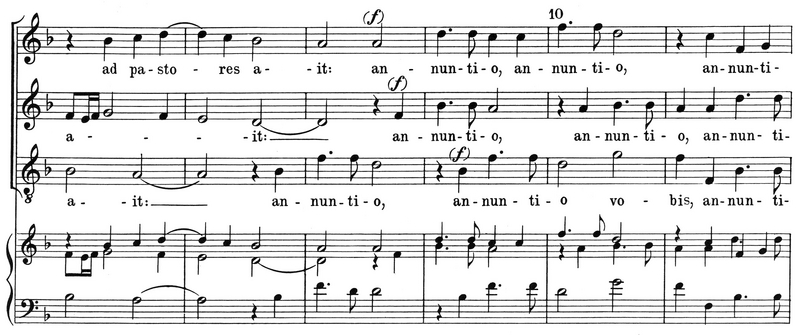 (f) 10
ad pa-sto-res a-it: an-nun-ti-o, an-nun-ti-o, an-nun-ti-
(f)
a---it: an-nun-ti-o, an-nun-ti-o, an-nun-ti-
(f)
8
a-it: an-nun-ti-o, an-nun-ti-o vo-bis, an-nun-ti-